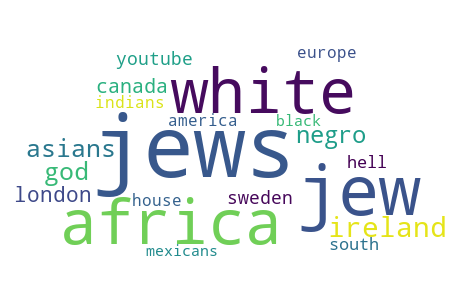 europe
youtube
white
canada
indians
america
black
jews
negro
asians
hell
god
jew
london
house
sweden
africa
ireland
south
mexicans